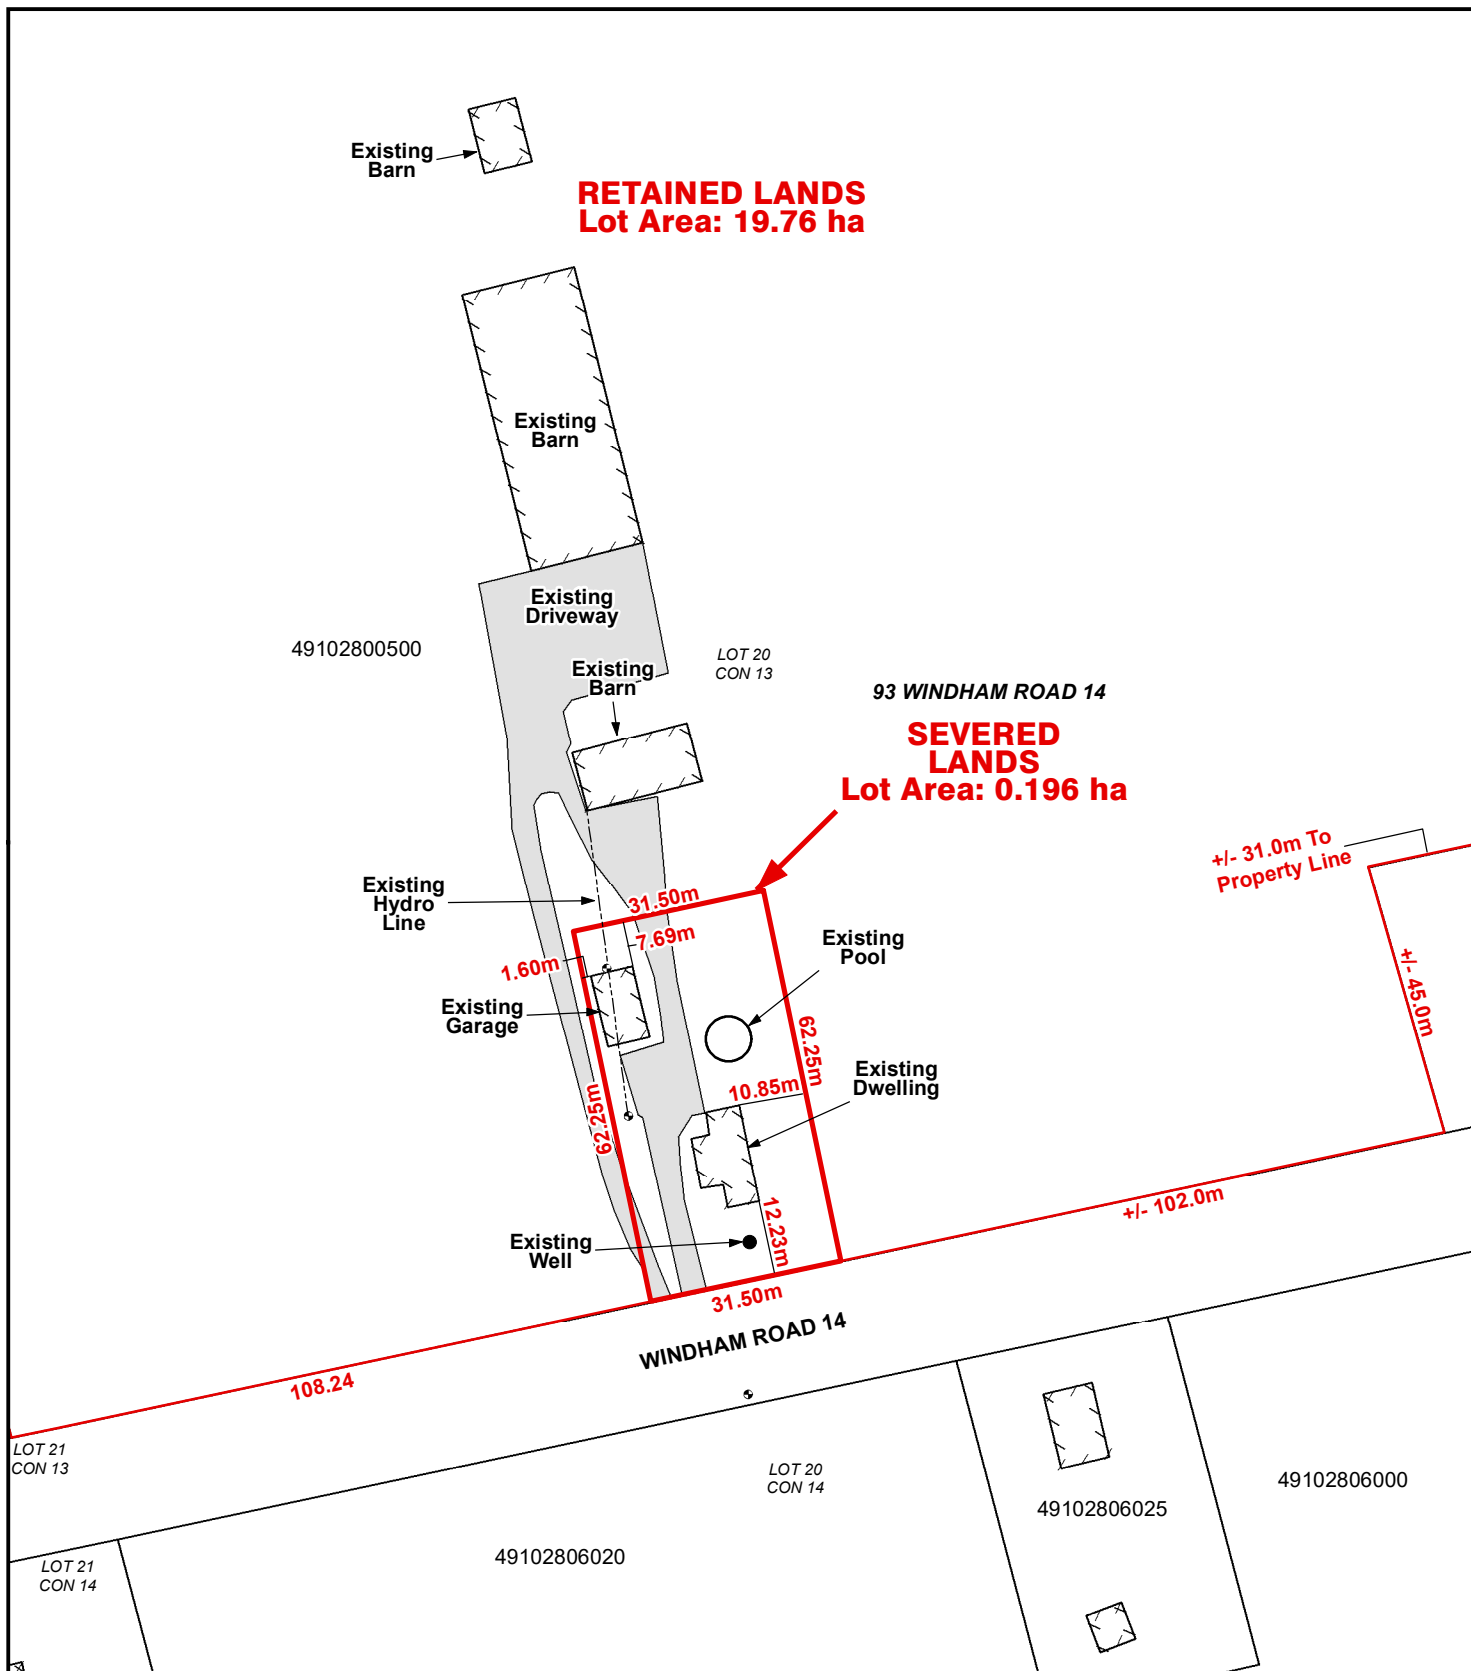 Existing
Barn
RETAINED LANDS
Lot Area: 19.76 ha
Existing
Barn
Existing
Driveway
49102800500
LOT 20
CON 13
Existing
Barn
93 WINDHAM ROAD 14
SEVERED
LANDS
Lot Area: 0.196 ha
+/- 31.0m To
Property Line
Existing
Hydro
Line
31.50m
7.69m
Existing
Pool
1.60m
+/- 45.0m
Existing
Garage
62.25m
Existing
Dwelling
10.85m
62.25m
+/- 102.0m
12.23m
Existing
Well
31.50m
WINDHAM ROAD 14
108.24
LOT 21
CON 13
LOT 20
CON 14
49102806000
49102806025
49102806020
LOT 21
CON 14